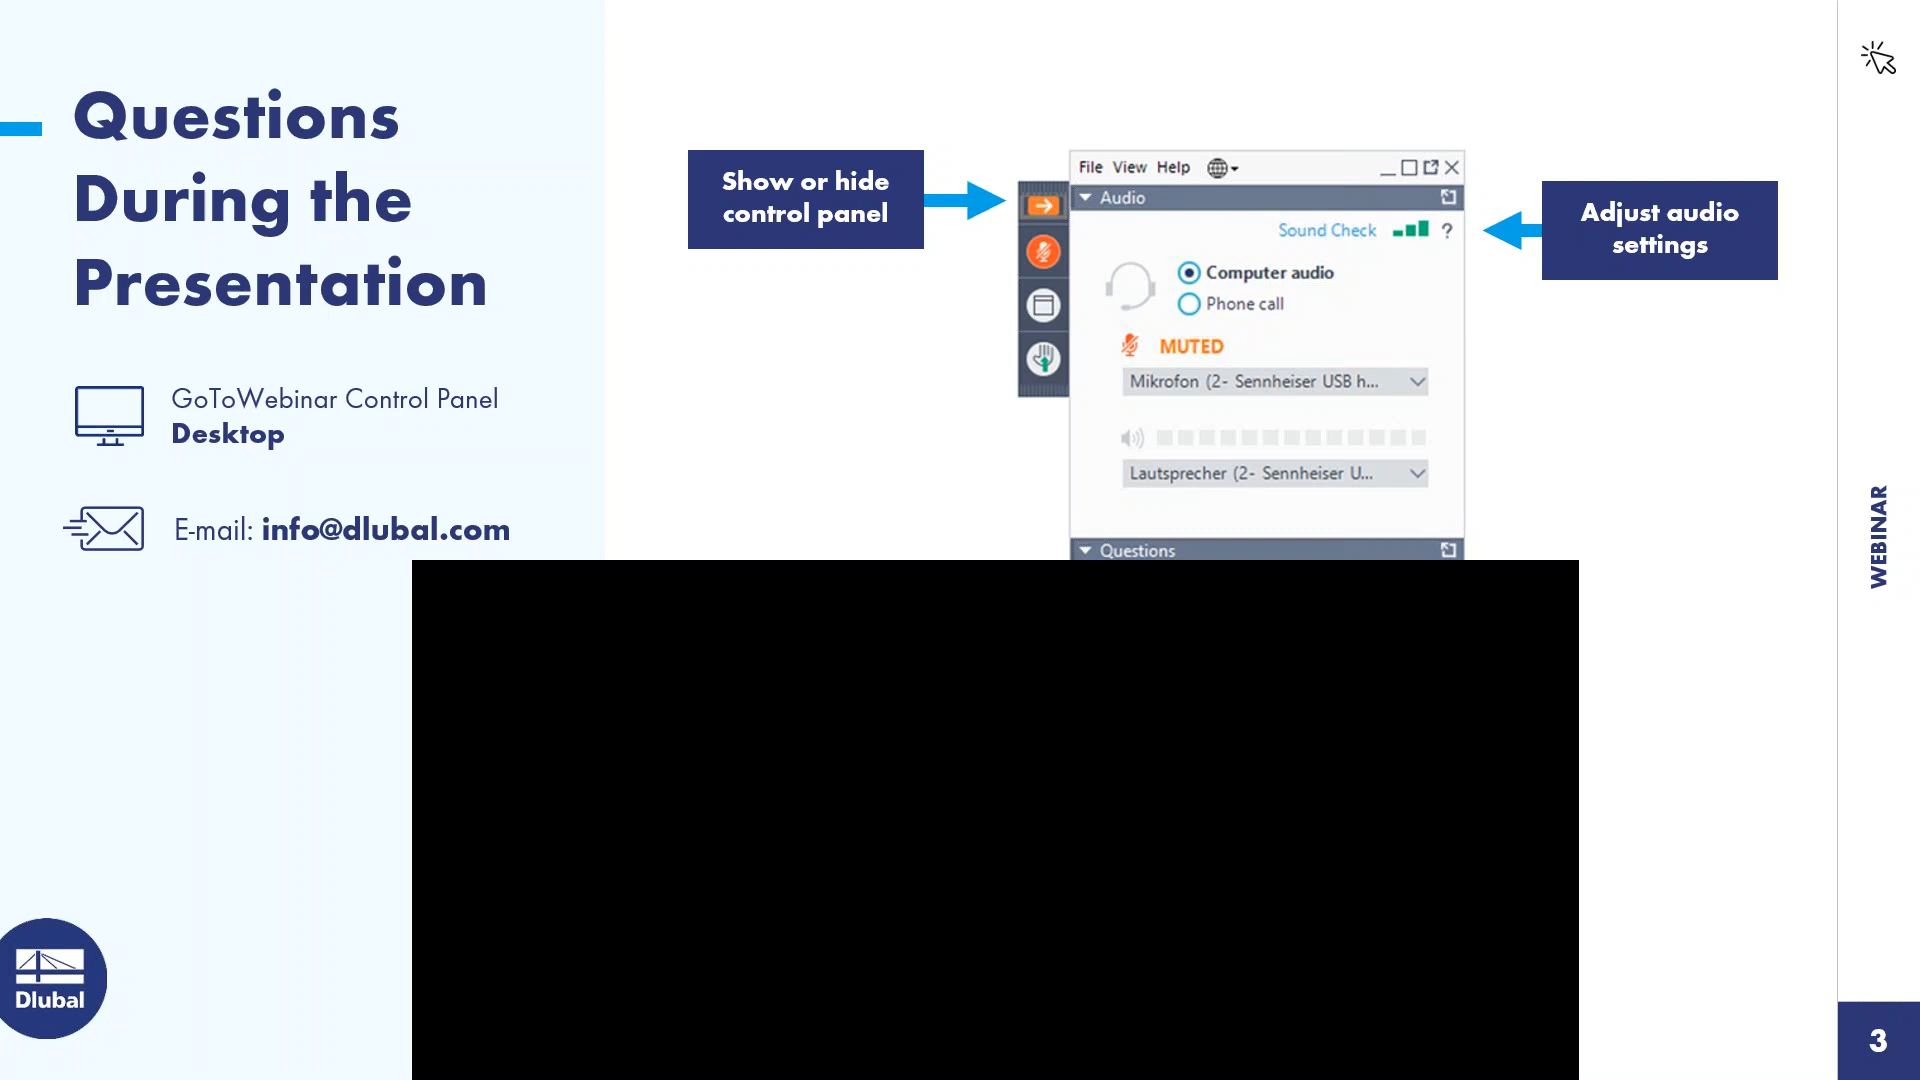 Questions
During the
Presentation
GoToWebinar Control Panel
Desktop
E-mail: info@dlubal.com
Dlubal
Show or hide
control panel
File View Help
Audio
Sound Check ?
Computer audio
Phone call
MUTED
Mikrofon (2- Sennheiser USB h...
Lautsprecher (2- Sennheiser U...
Questions
Adjust audio
settings
WEBINAR
3